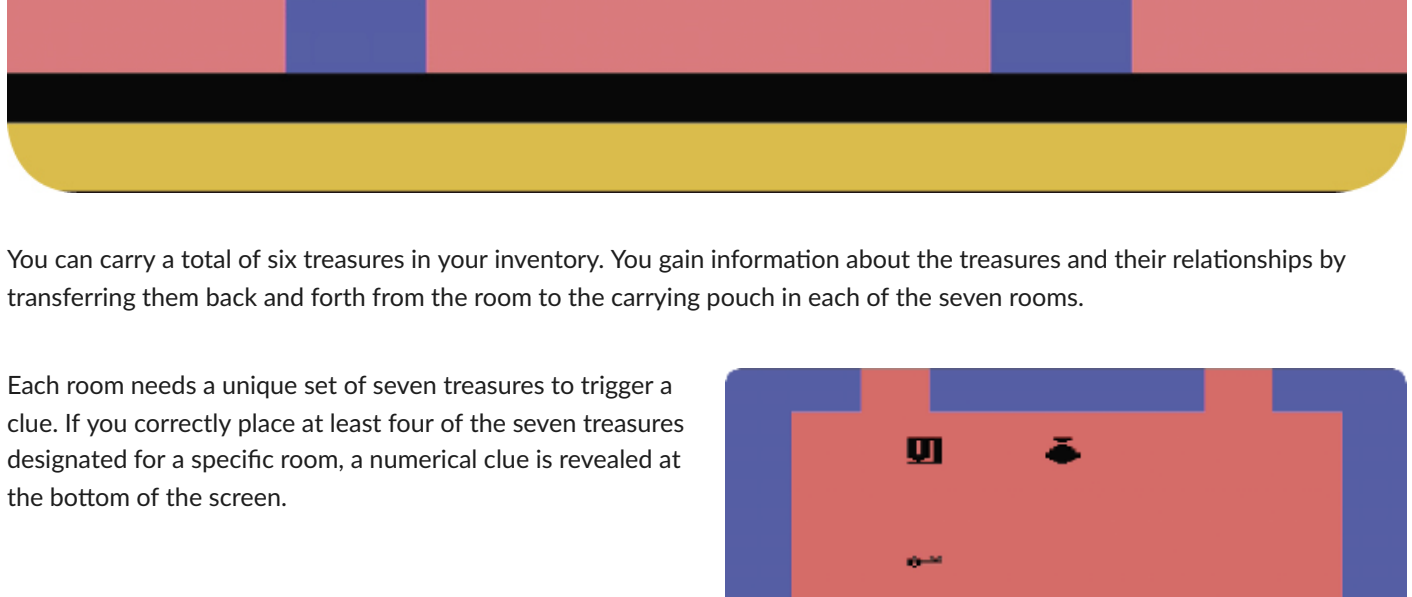 You can carry a total of six treasures in your inventory. You gain information about the treasures and their relationships by
transferring them back and forth from the room to the carrying pouch in each of the seven rooms.
Each room needs a unique set of seven treasures to trigger a
clue. If you correctly place at least four of the seven treasures
designated for a specific room, a numerical clue is revealed at
the bottom of the screen.